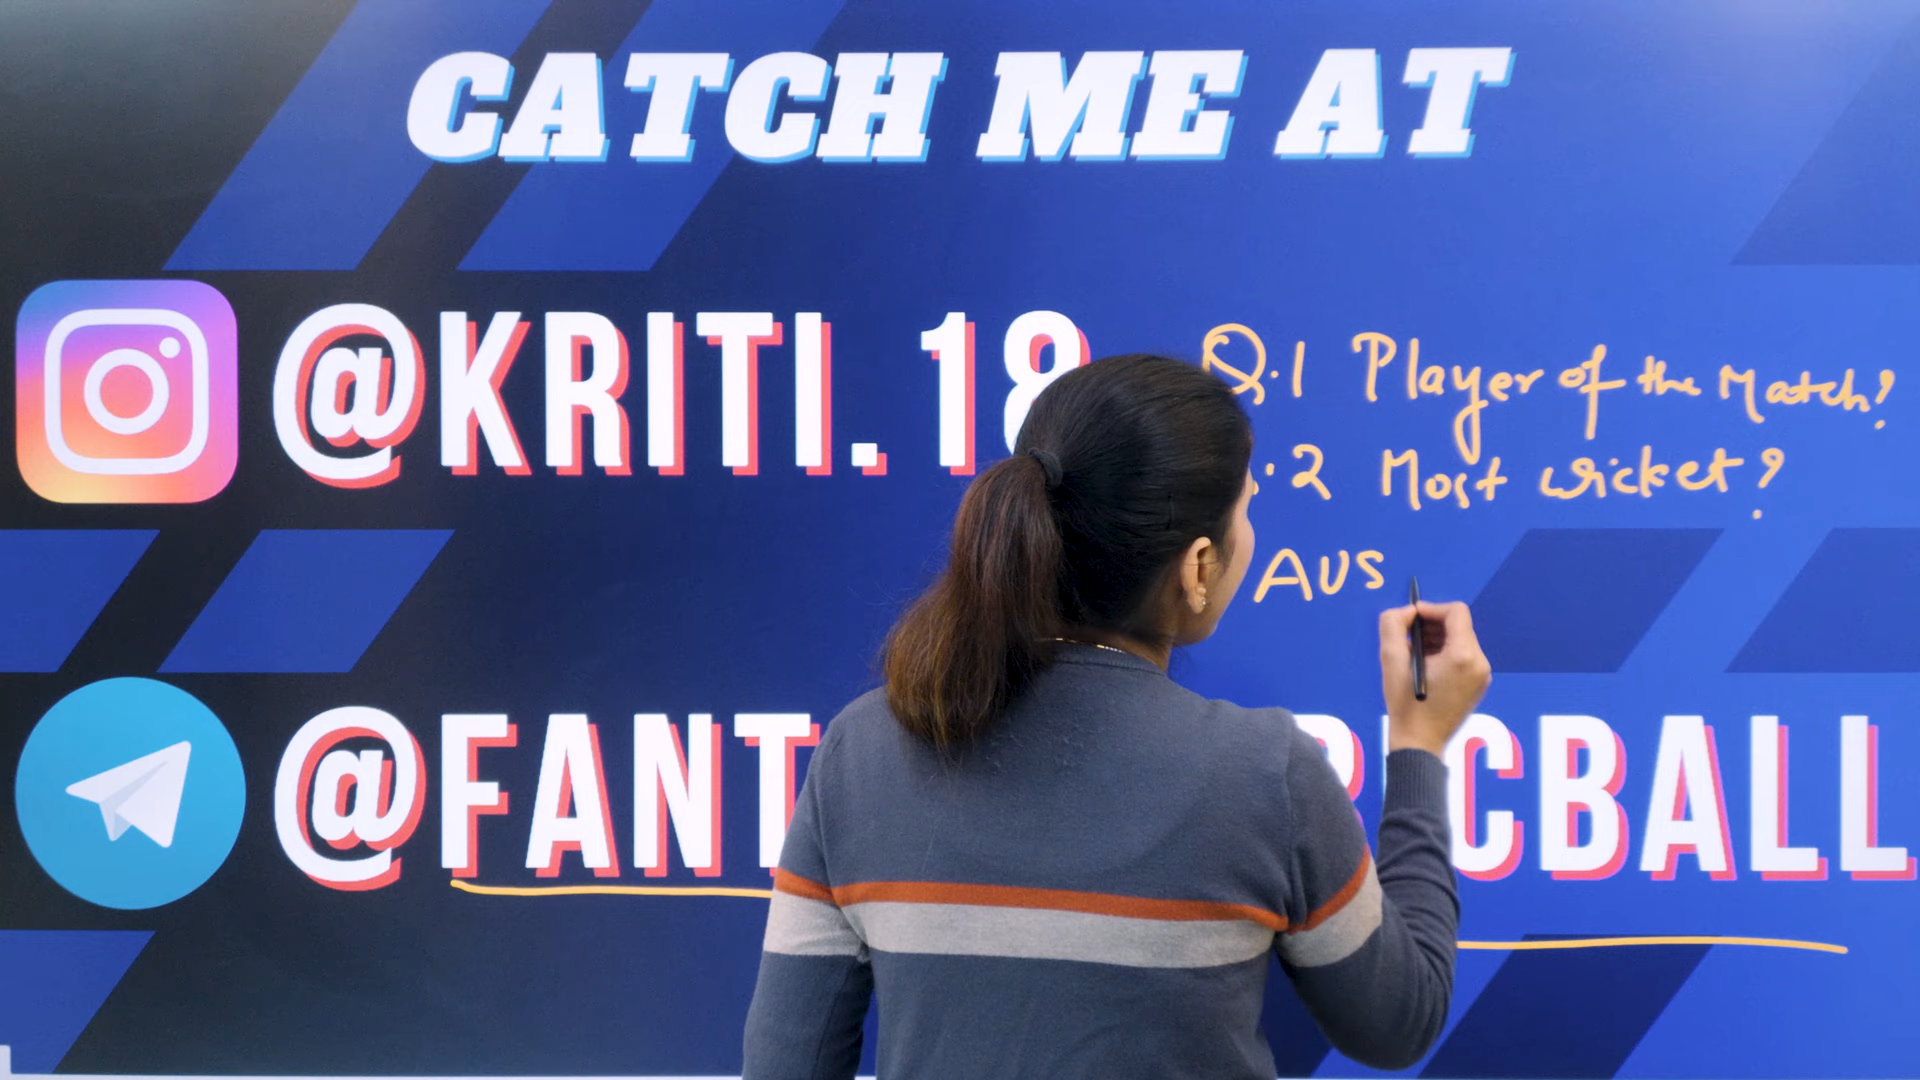 CATCH ME AT
@KRITI.18
Q.1 Player of the Match?
.2 Most wicket?
AUS
@FANT CBALL